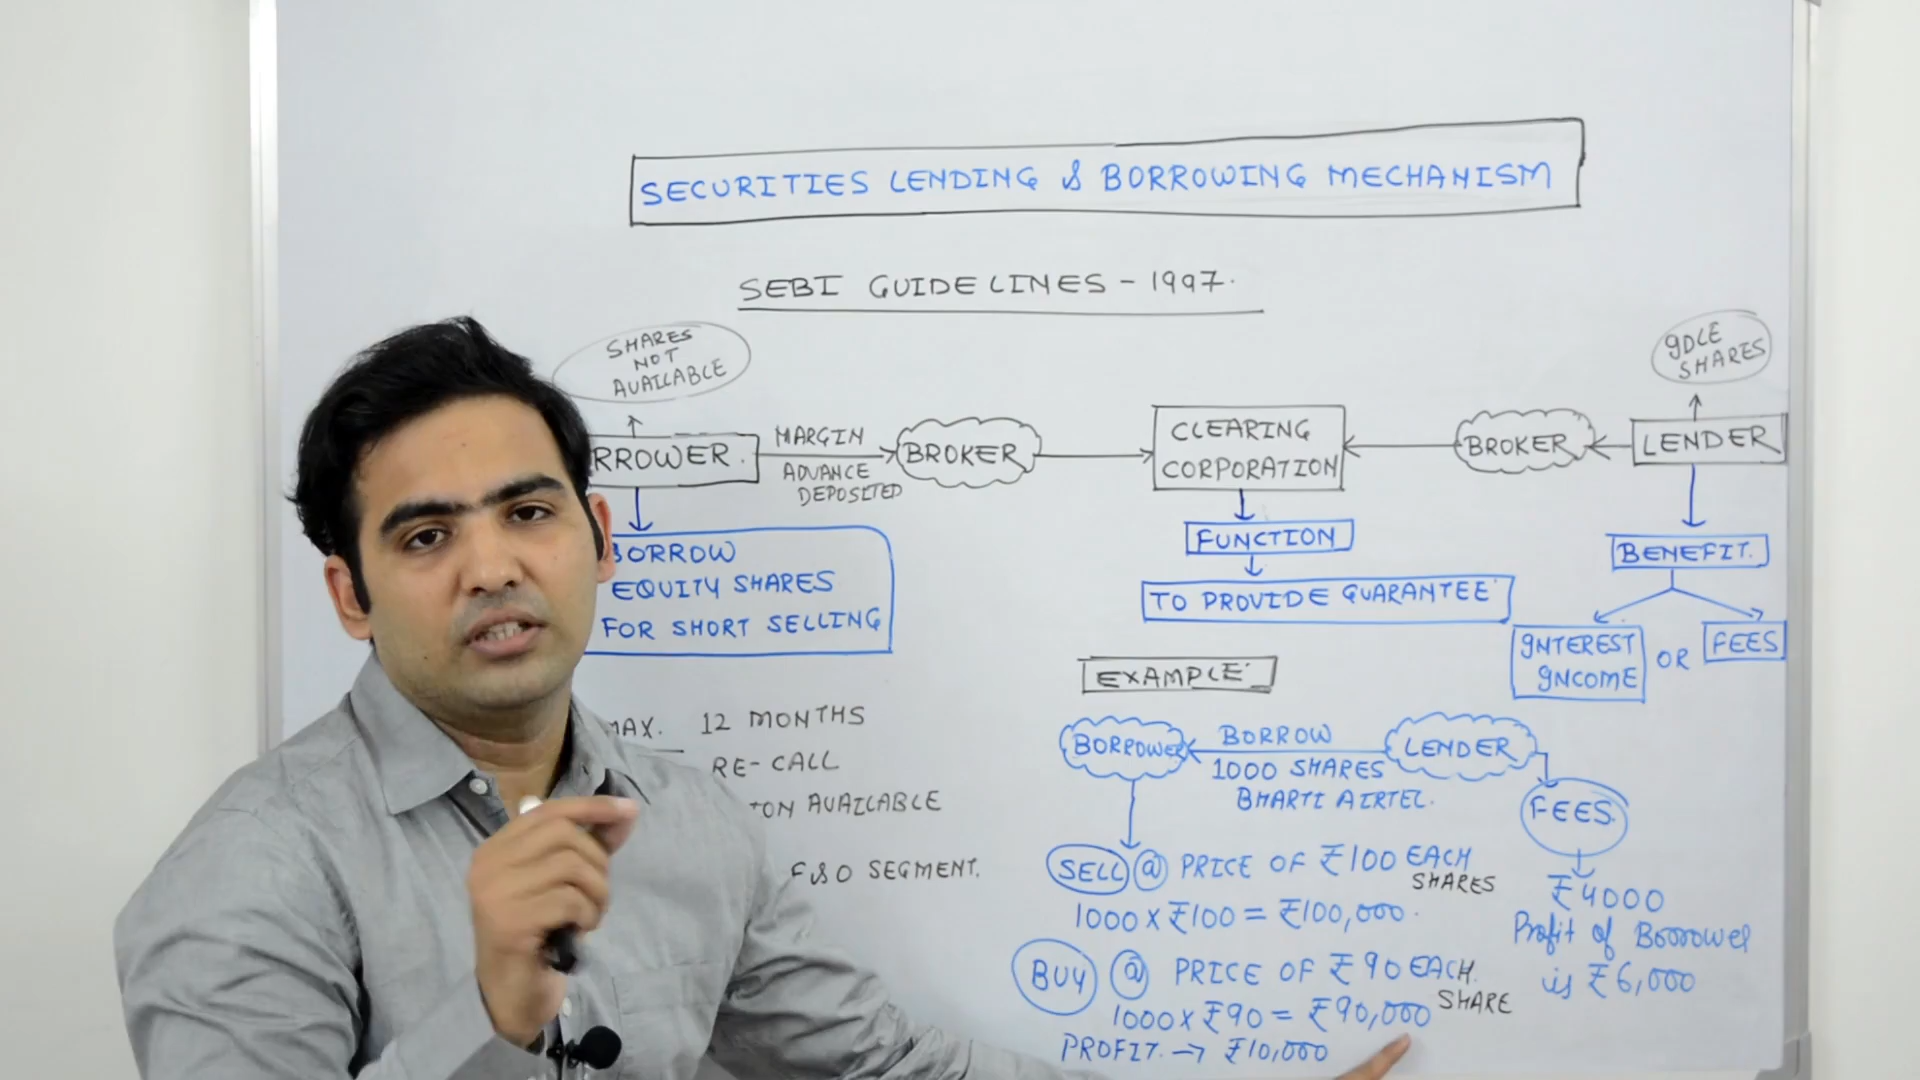 SECURITIES LENDING & BORROWING MECHANISM
SEBI GUIDELINES - 1997.
SHARES
NOT
AVAILABLE
IDLE
SHARES
RROWER.
MARGIN
ADVANCE
DEPOSITED
BROKER
CLEARING
CORPORATION
BROKER
LENDER
BORROW
EQUITY SHARES
FOR SHORT SELLING
FUNCTION
TO PROVIDE GUARANTEE
BENEFIT.
INTEREST
INCOME
OR
FEES
EXAMPLE
MAX. 12 MONTHS
RE-CALL
ION AVAILABLE
F&O SEGMENT.
BORROWER
BORROW
1000 SHARES
BHARTI AIRTEL.
LENDER
FEES
₹4000
Profit of Borrower
is ₹6,000
SELL @ PRICE OF ₹100 EACH
SHARES
1000 X ₹100 = ₹100,000.
BUY @ PRICE OF ₹90 EACH.
SHARE
1000 X ₹90 = ₹90,000
PROFIT. → ₹10,000